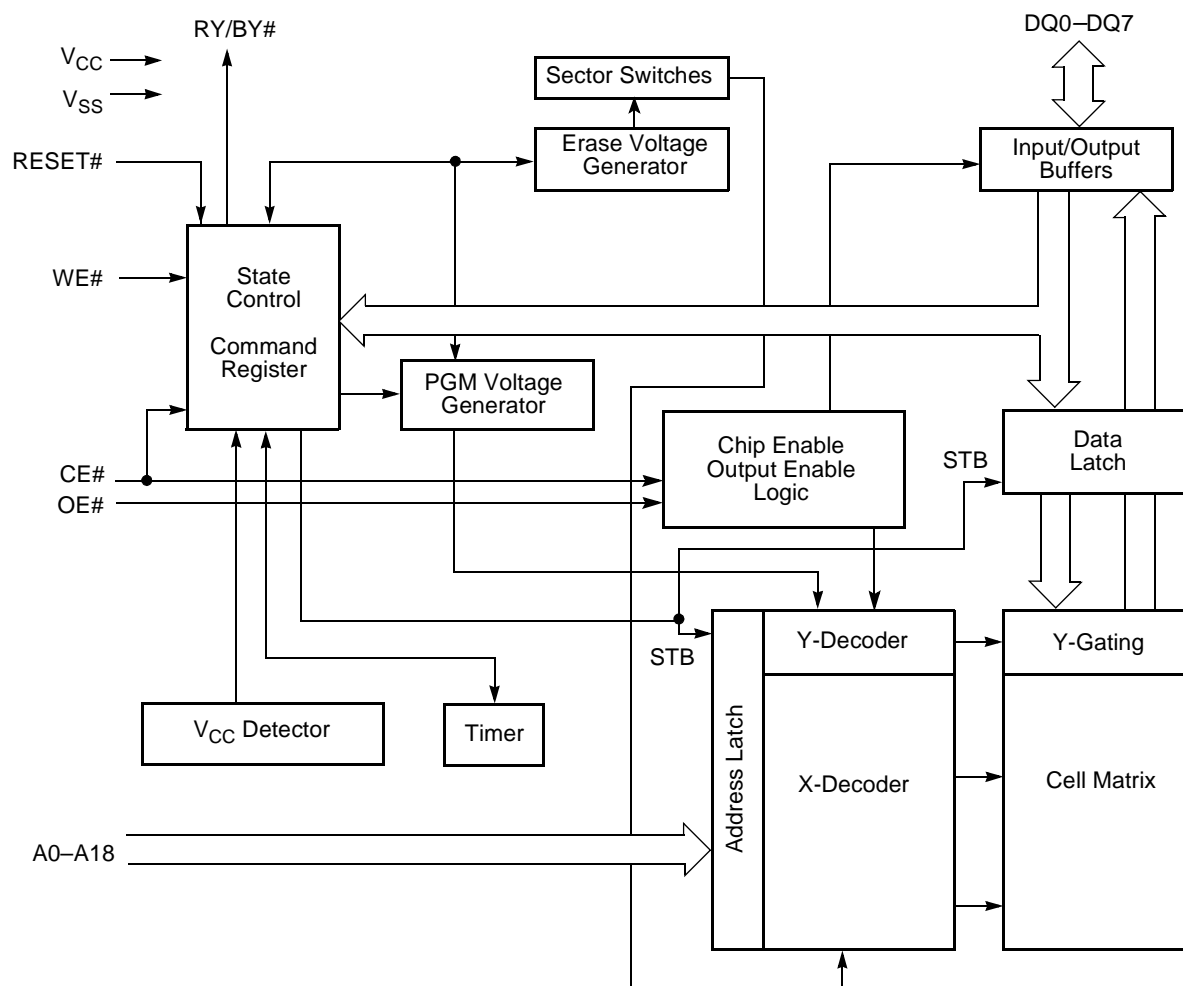 RY/BY#
DQ0–DQ7
VCC
VSS
Sector Switches
RESET#
Erase Voltage
Generator
Input/Output
Buffers
WE#
State
Control
Command
Register
PGM Voltage
Generator
Chip Enable
Output Enable
Logic
Data
Latch
STB
CE#
OE#
STB
Y-Decoder
Y-Gating
VCC Detector
Timer
Address Latch
X-Decoder
Cell Matrix
A0–A18